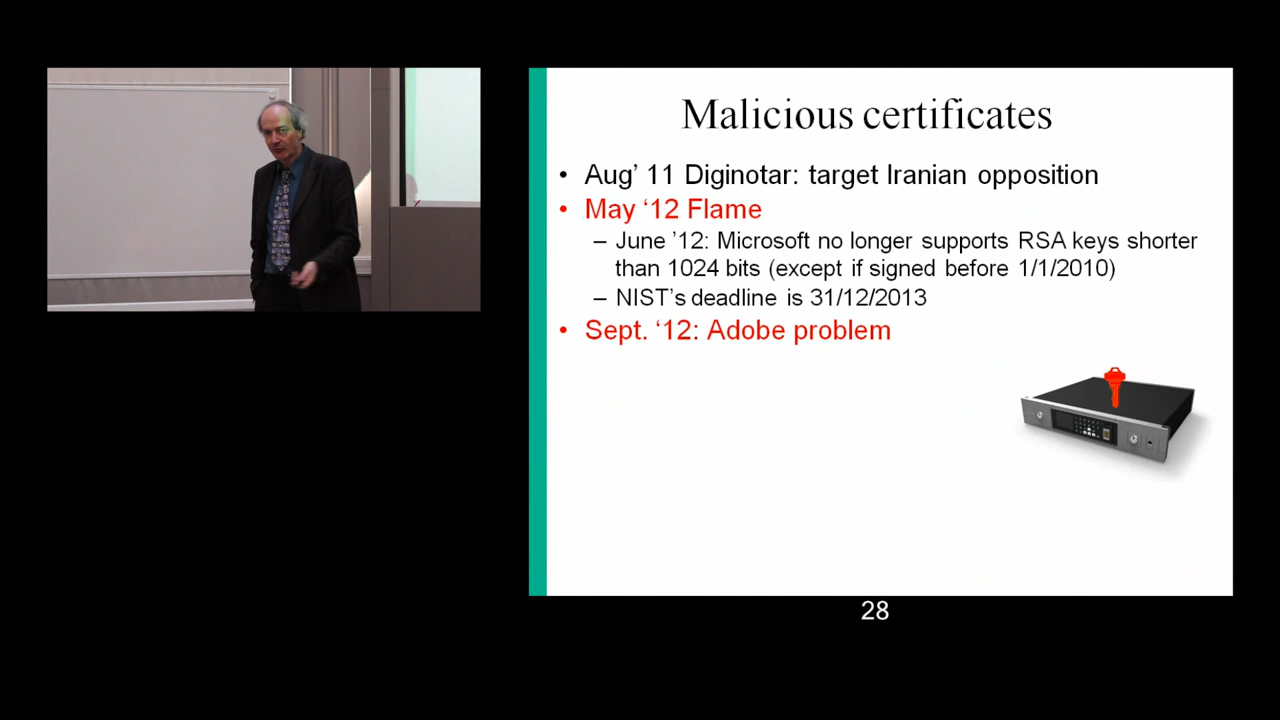 Malicious certificates
• Aug’ 11 Diginotar: target Iranian opposition
• May ‘12 Flame
– June ’12: Microsoft no longer supports RSA keys shorter
than 1024 bits (except if signed before 1/1/2010)
– NIST’s deadline is 31/12/2013
• Sept. ‘12: Adobe problem
28